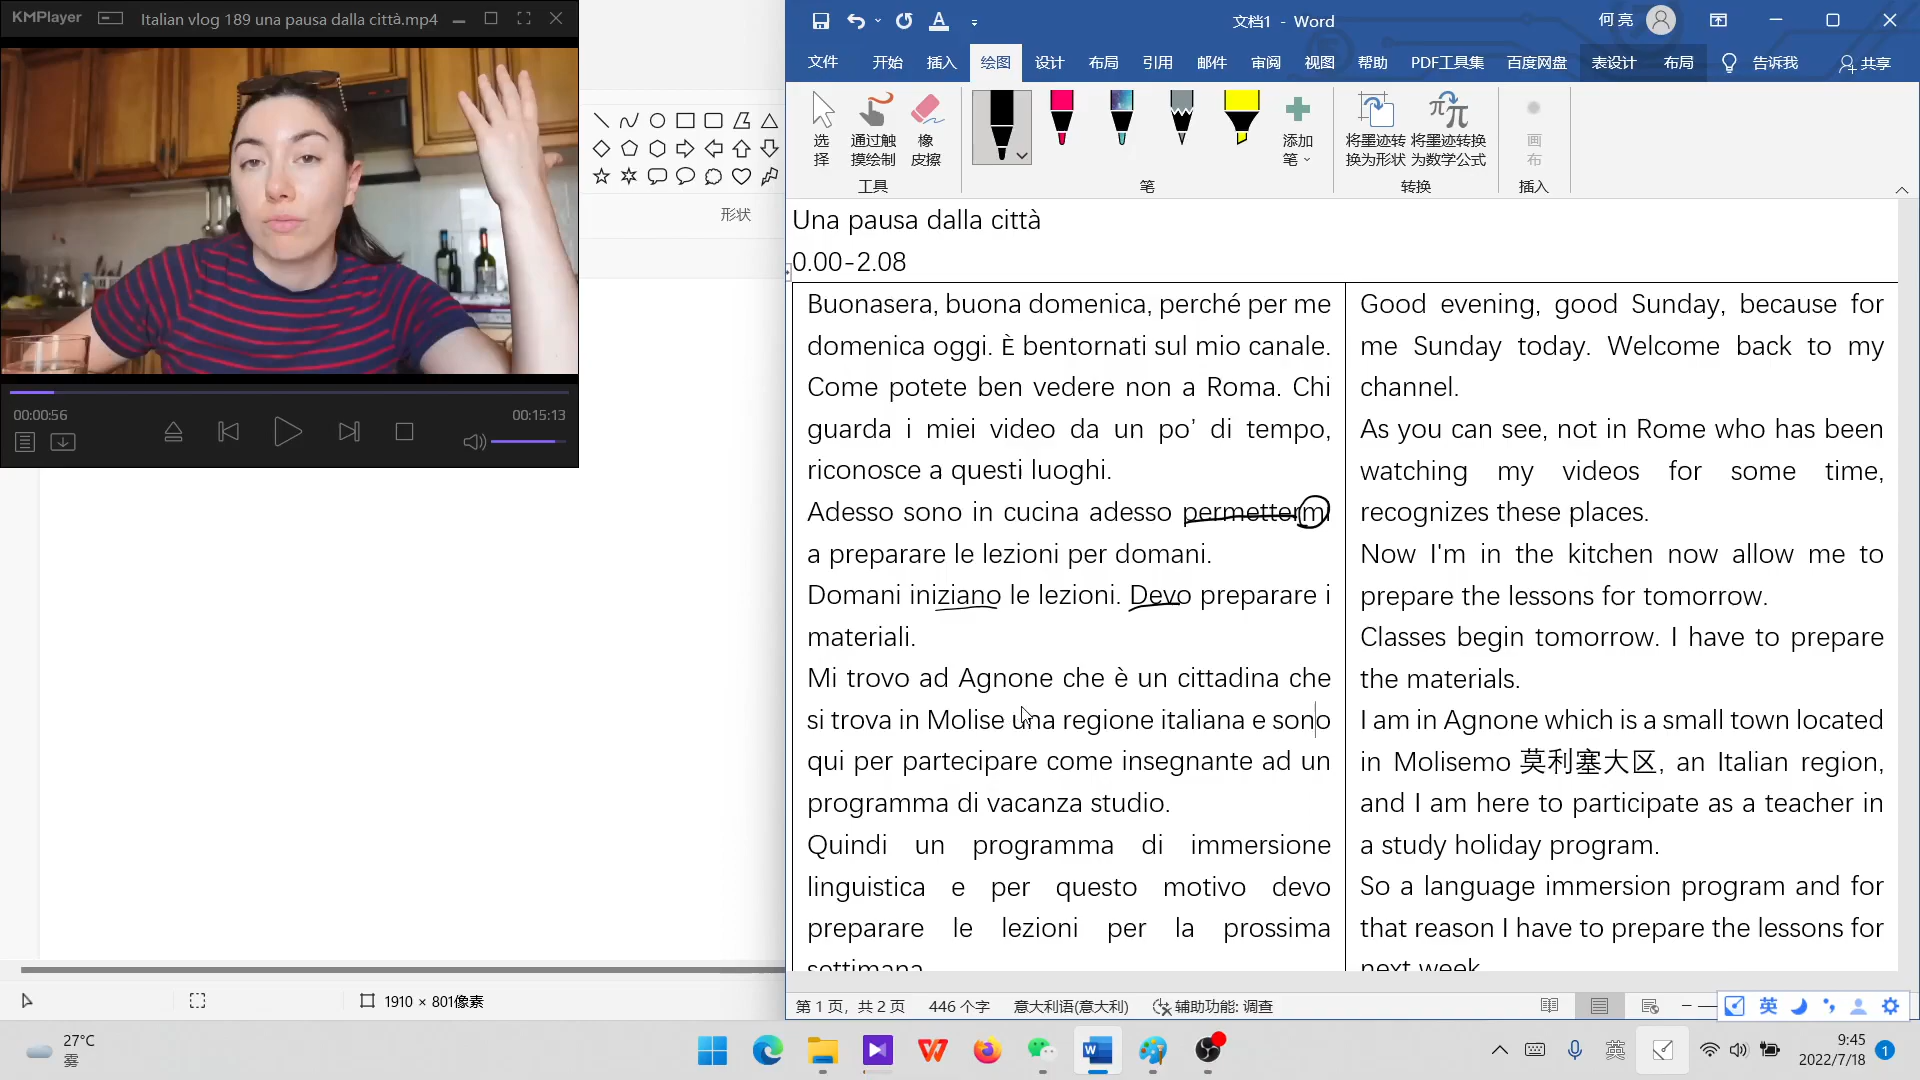 KMPlayer
Italian vlog 189 una pausa dalla città.mp4
00:00:56
00:15:13
形状
1910 × 801像素
文档1 - Word
何 亮
文件 开始 插入 绘图 设计 布局 引用 邮件 审阅 视图 帮助 PDF工具集 百度网盘 表设计 布局 告诉我 共享
选择
通过触摸绘制
橡皮擦
添加笔
将墨迹转换为形状
将墨迹转换为数学公式
画布
工具
笔
转换
插入
Una pausa dalla città
0.00-2.08
Buonasera, buona domenica, perché per me
domenica oggi. È bentornati sul mio canale.
Come potete ben vedere non a Roma. Chi
guarda i miei video da un po’ di tempo,
riconosce a questi luoghi.
Adesso sono in cucina adesso permettermi
a preparare le lezioni per domani.
Domani iniziano le lezioni. Devo preparare i
materiali.
Mi trovo ad Agnone che è un cittadina che
si trova in Molise una regione italiana e sono
qui per partecipare come insegnante ad un
programma di vacanza studio.
Quindi un programma di immersione
linguistica e per questo motivo devo
preparare le lezioni per la prossima
settimana
Good evening, good Sunday, because for
me Sunday today. Welcome back to my
channel.
As you can see, not in Rome who has been
watching my videos for some time,
recognizes these places.
Now I'm in the kitchen now allow me to
prepare the lessons for tomorrow.
Classes begin tomorrow. I have to prepare
the materials.
I am in Agnone which is a small town located
in Molisemo 莫利塞大区, an Italian region,
and I am here to participate as a teacher in
a study holiday program.
So a language immersion program and for
that reason I have to prepare the lessons for
next week
第 1 页，共 2 页 446 个字 意大利语(意大利) 辅助功能: 调查
英
27°C
雾
英
9:45
2022/7/18
1